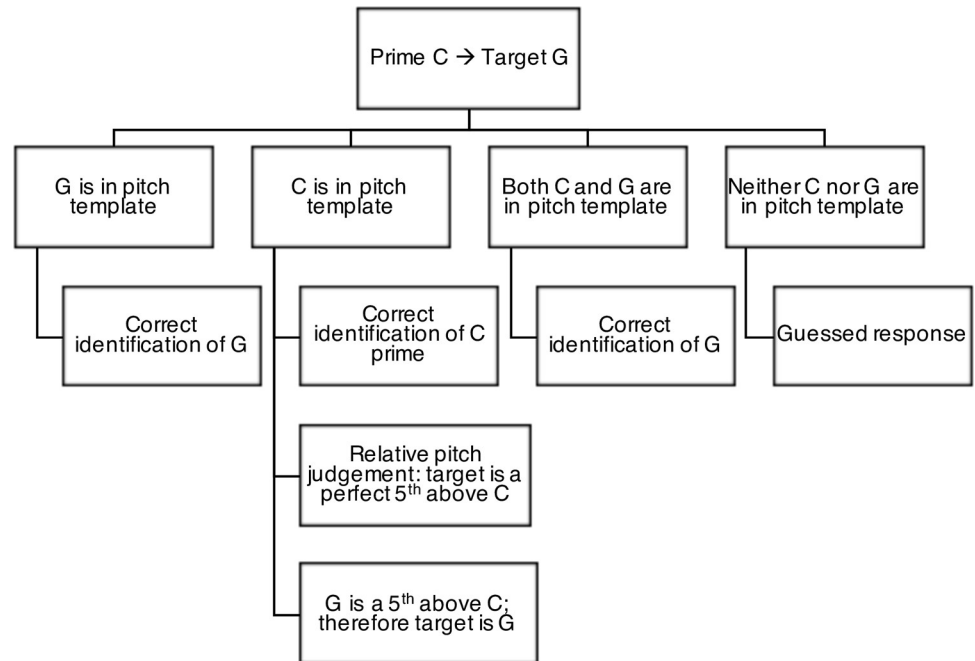 Prime C → Target G
G is in pitch
template
C is in pitch
template
Both C and G are
in pitch template
Neither C nor G are
in pitch template
Correct
identification of G
Correct
identification of C
prime
Correct
identification of G
Guessed response
Relative pitch
judgement: target is a
perfect 5th above C
G is a 5th above C;
therefore target is G